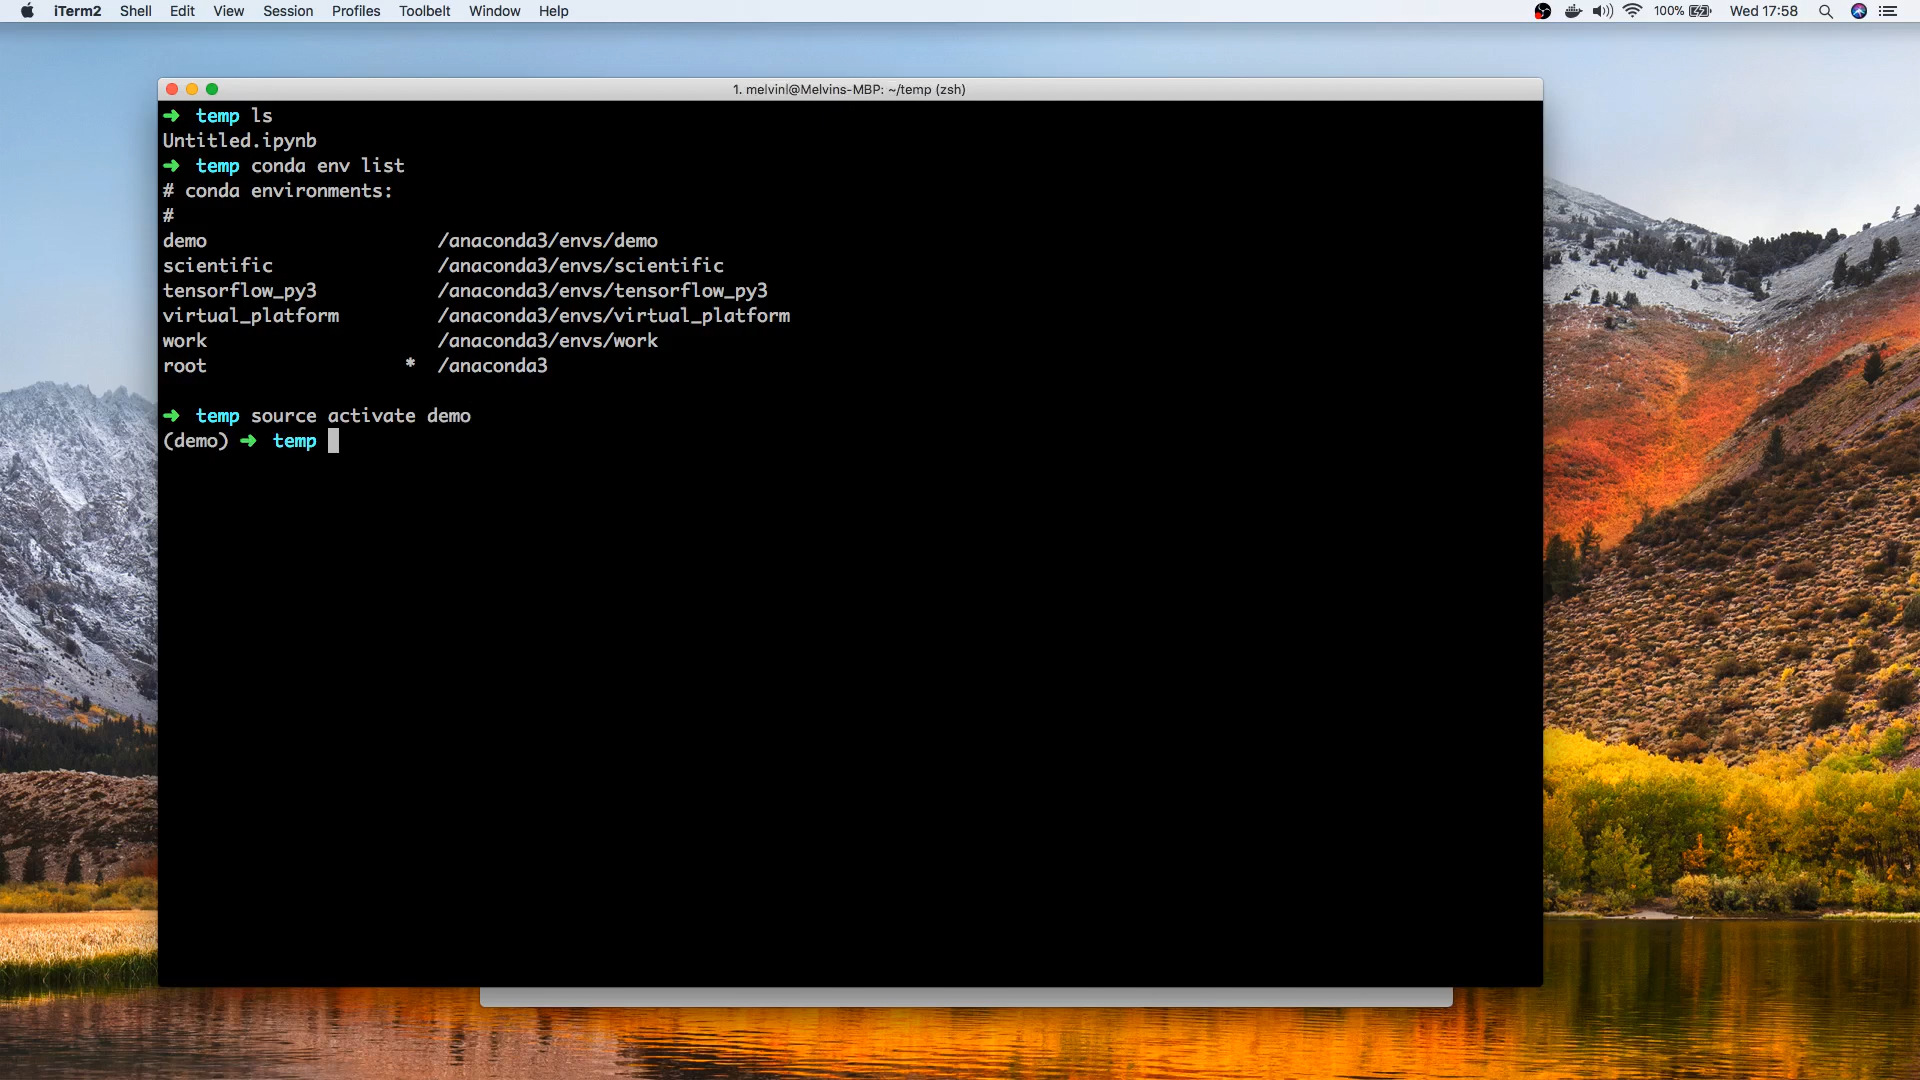 iTerm2 Shell Edit View Session Profiles Toolbelt Window Help 100% Wed 17:58
1. melvinl@Melvins-MBP: ~/temp (zsh)
➜ temp ls
Untitled.ipynb
➜ temp conda env list
# conda environments:
#
demo /anaconda3/envs/demo
scientific /anaconda3/envs/scientific
tensorflow_py3 /anaconda3/envs/tensorflow_py3
virtual_platform /anaconda3/envs/virtual_platform
work /anaconda3/envs/work
root * /anaconda3
➜ temp source activate demo
(demo) ➜ temp